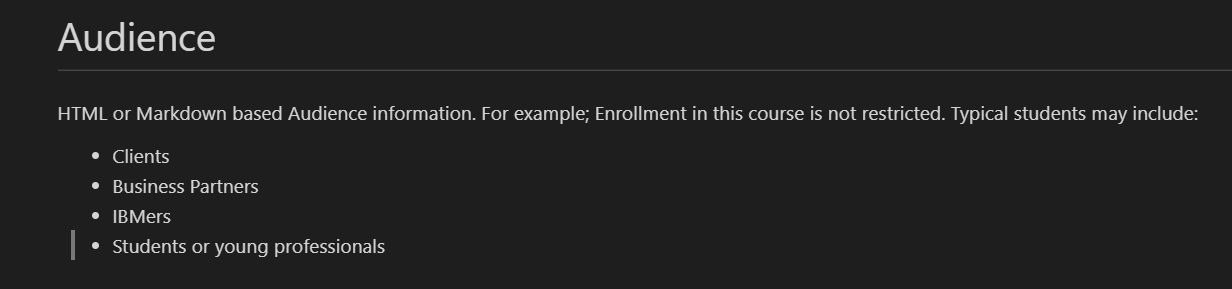 Audience
HTML or Markdown based Audience information. For example; Enrollment in this course is not restricted. Typical students may include:
• Clients
• Business Partners
• IBMers
• Students or young professionals